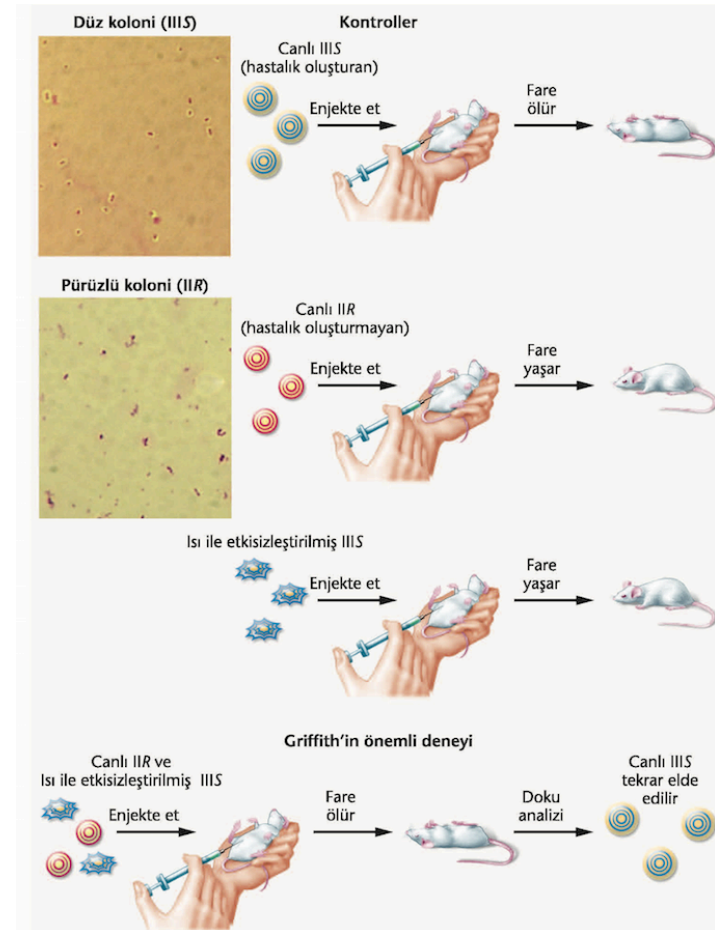 Düz koloni (IIIS)
Kontroller
Canlı IIIS
(hastalık oluşturan)
Enjekte et
Fare
ölür
Pürüzlü koloni (IIR)
Canlı IIR
(hastalık oluşturmayan)
Enjekte et
Fare
yaşar
Isı ile etkisizleştirilmiş IIIS
Enjekte et
Fare
yaşar
Griffith'in önemli deneyi
Canlı IIR ve
Isı ile etkisizleştirilmiş IIIS
Enjekte et
Fare
ölür
Doku
analizi
Canlı IIIS
tekrar elde
edilir